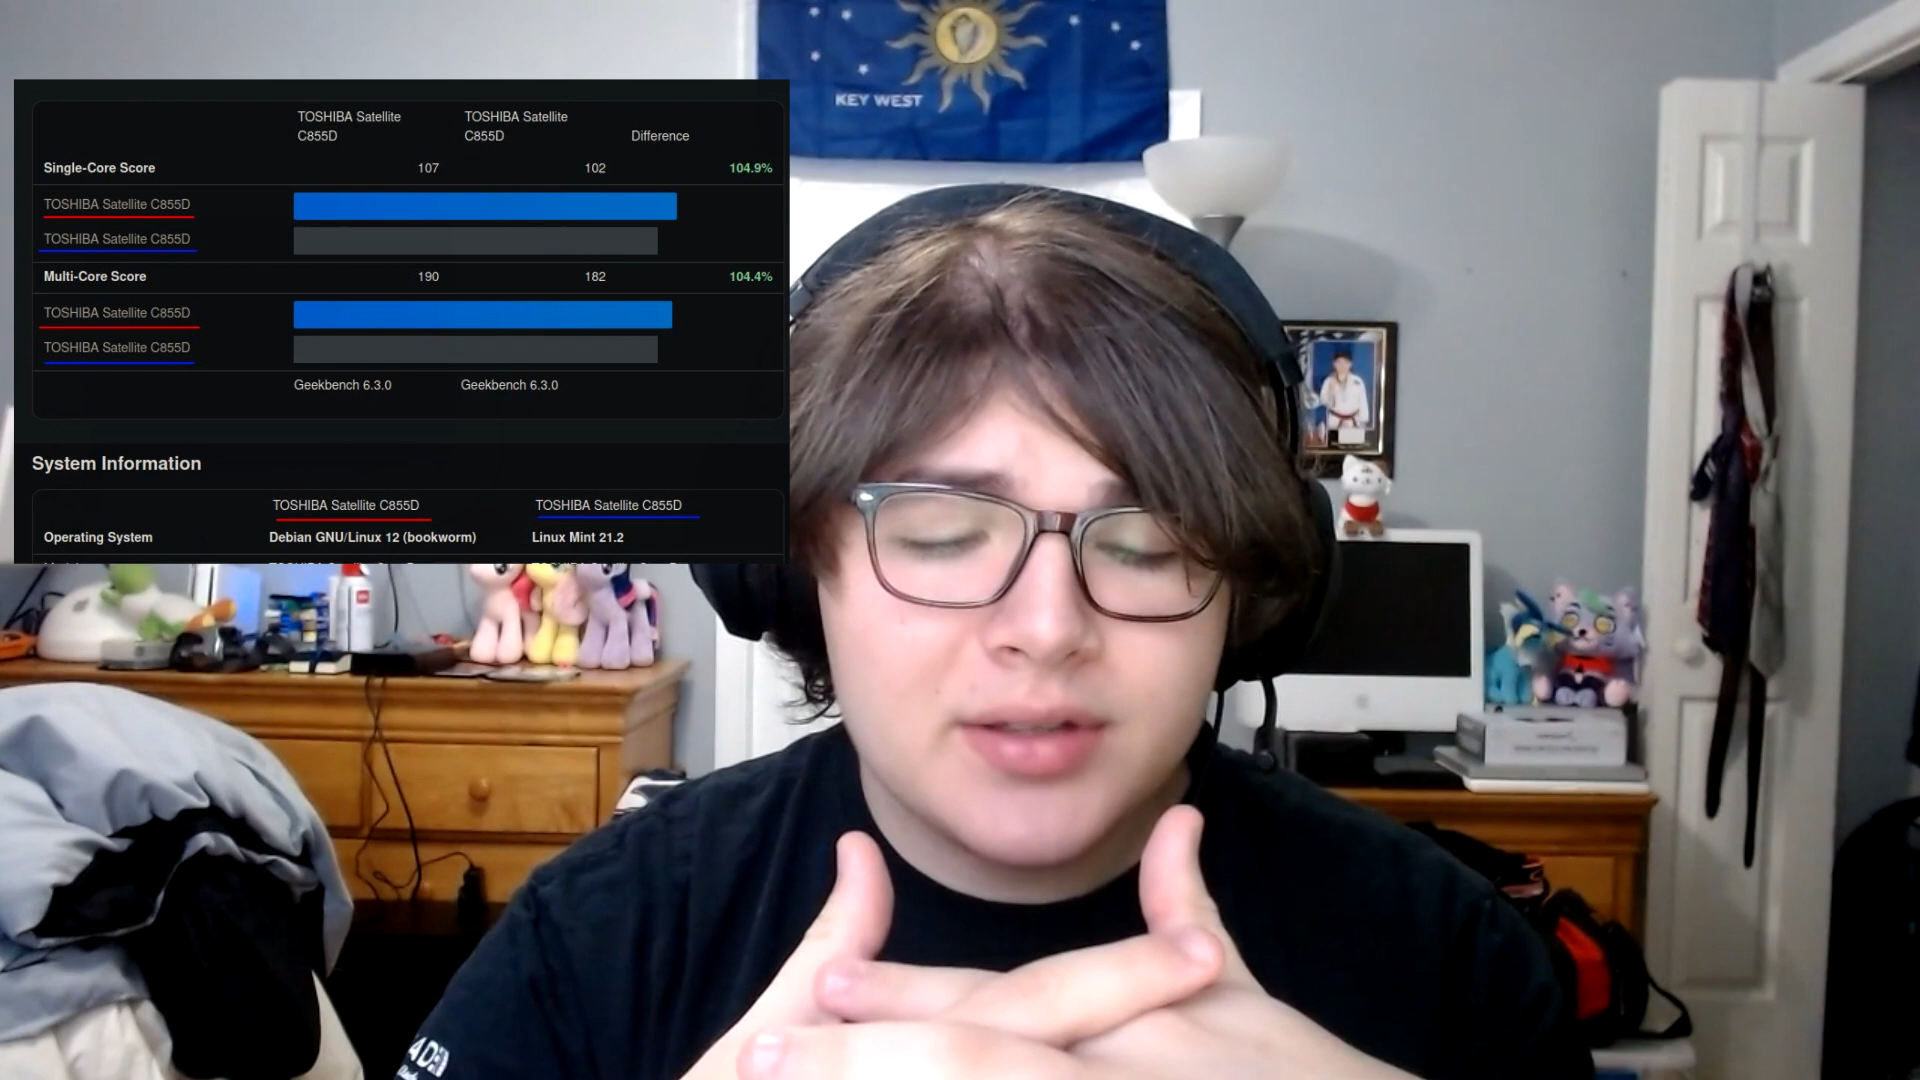 KEY WEST
TOSHIBA Satellite C855D
TOSHIBA Satellite C855D
Difference
Single-Core Score 107 102 104.9%
TOSHIBA Satellite C855D
TOSHIBA Satellite C855D
Multi-Core Score 190 182 104.4%
TOSHIBA Satellite C855D
TOSHIBA Satellite C855D
Geekbench 6.3.0 Geekbench 6.3.0
System Information
TOSHIBA Satellite C855D TOSHIBA Satellite C855D
Operating System Debian GNU/Linux 12 (bookworm) Linux Mint 21.2